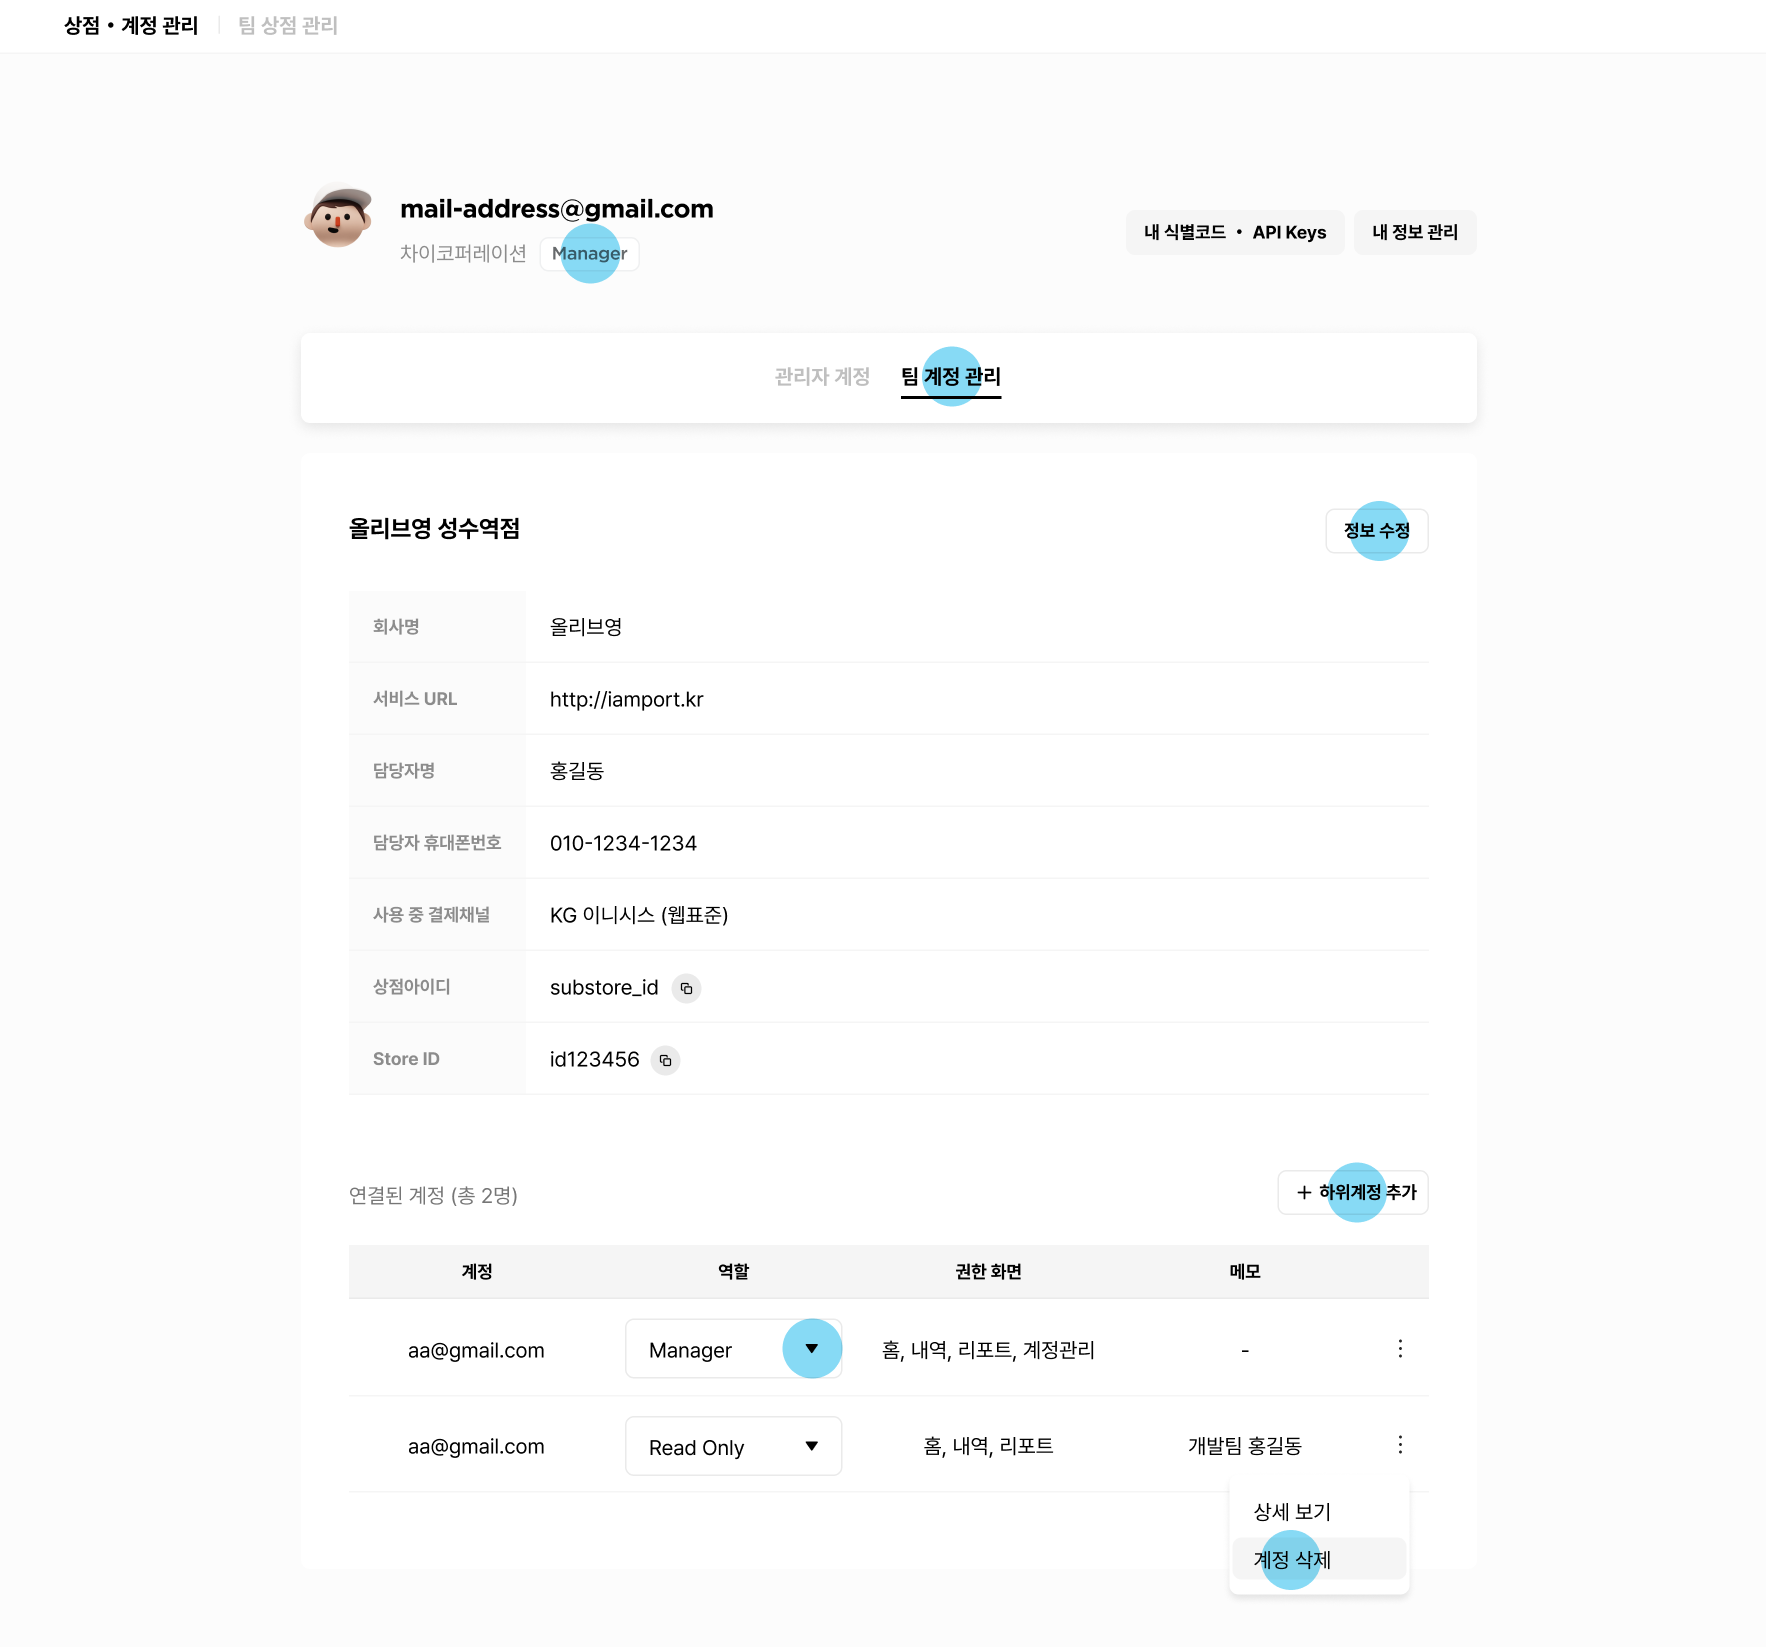 상점 • 계정 관리 팀 상점 관리
mail-address@gmail.com
차이코퍼레이션 Manager
내 식별코드 • API Keys 내 정보 관리
관리자 계정 팀 계정 관리
올리브영 성수역점 정보 수정
회사명 올리브영
서비스 URL http://iamport.kr
담당자명 홍길동
담당자 휴대폰번호 010-1234-1234
사용 중 결제채널 KG 이니시스 (웹표준)
상점아이디 substore_id
Store ID id123456
연결된 계정 (총 2명) + 하위계정 추가
계정 역할 권한 화면 메모
aa@gmail.com Manager 홈, 내역, 리포트, 계정관리 -
aa@gmail.com Read Only 홈, 내역, 리포트 개발팀 홍길동
상세 보기
계정 삭제